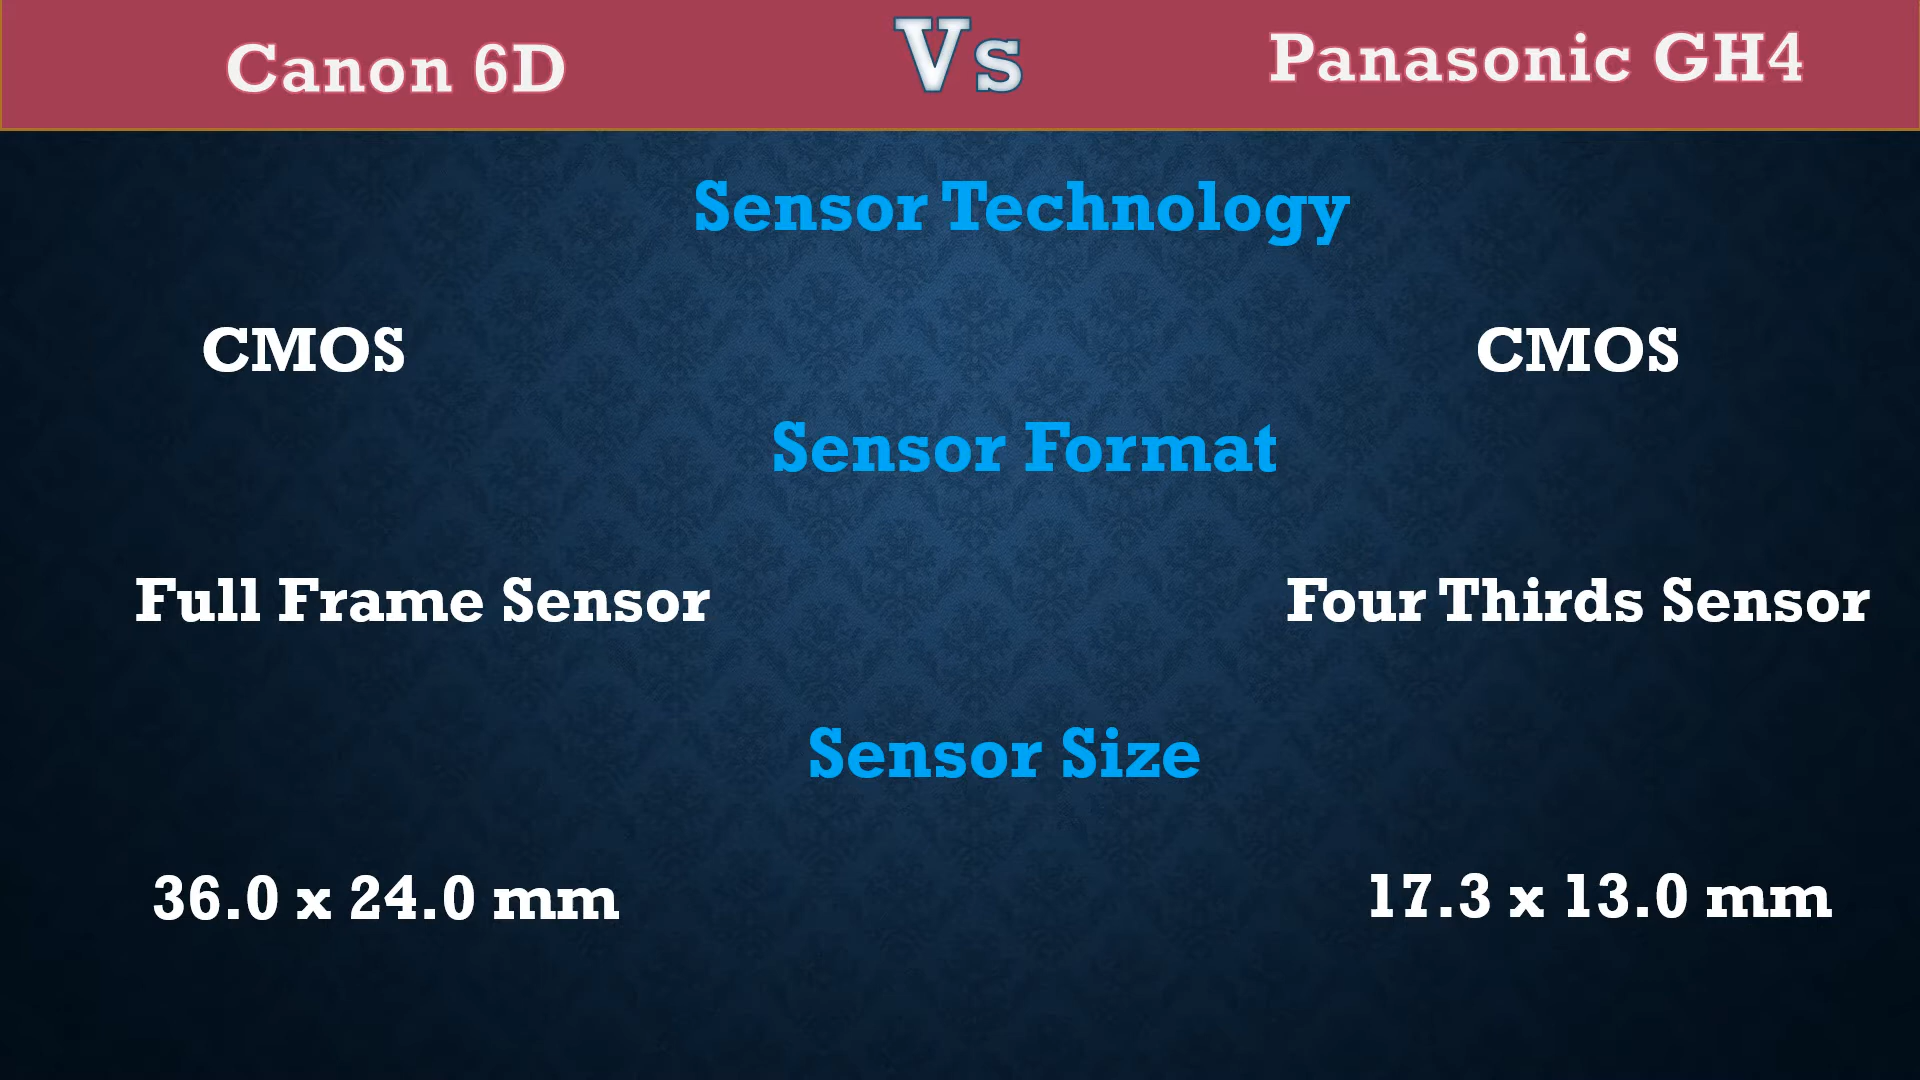 Canon 6D Vs Panasonic GH4
Sensor Technology
CMOS CMOS
Sensor Format
Full Frame Sensor Four Thirds Sensor
Sensor Size
36.0 x 24.0 mm 17.3 x 13.0 mm